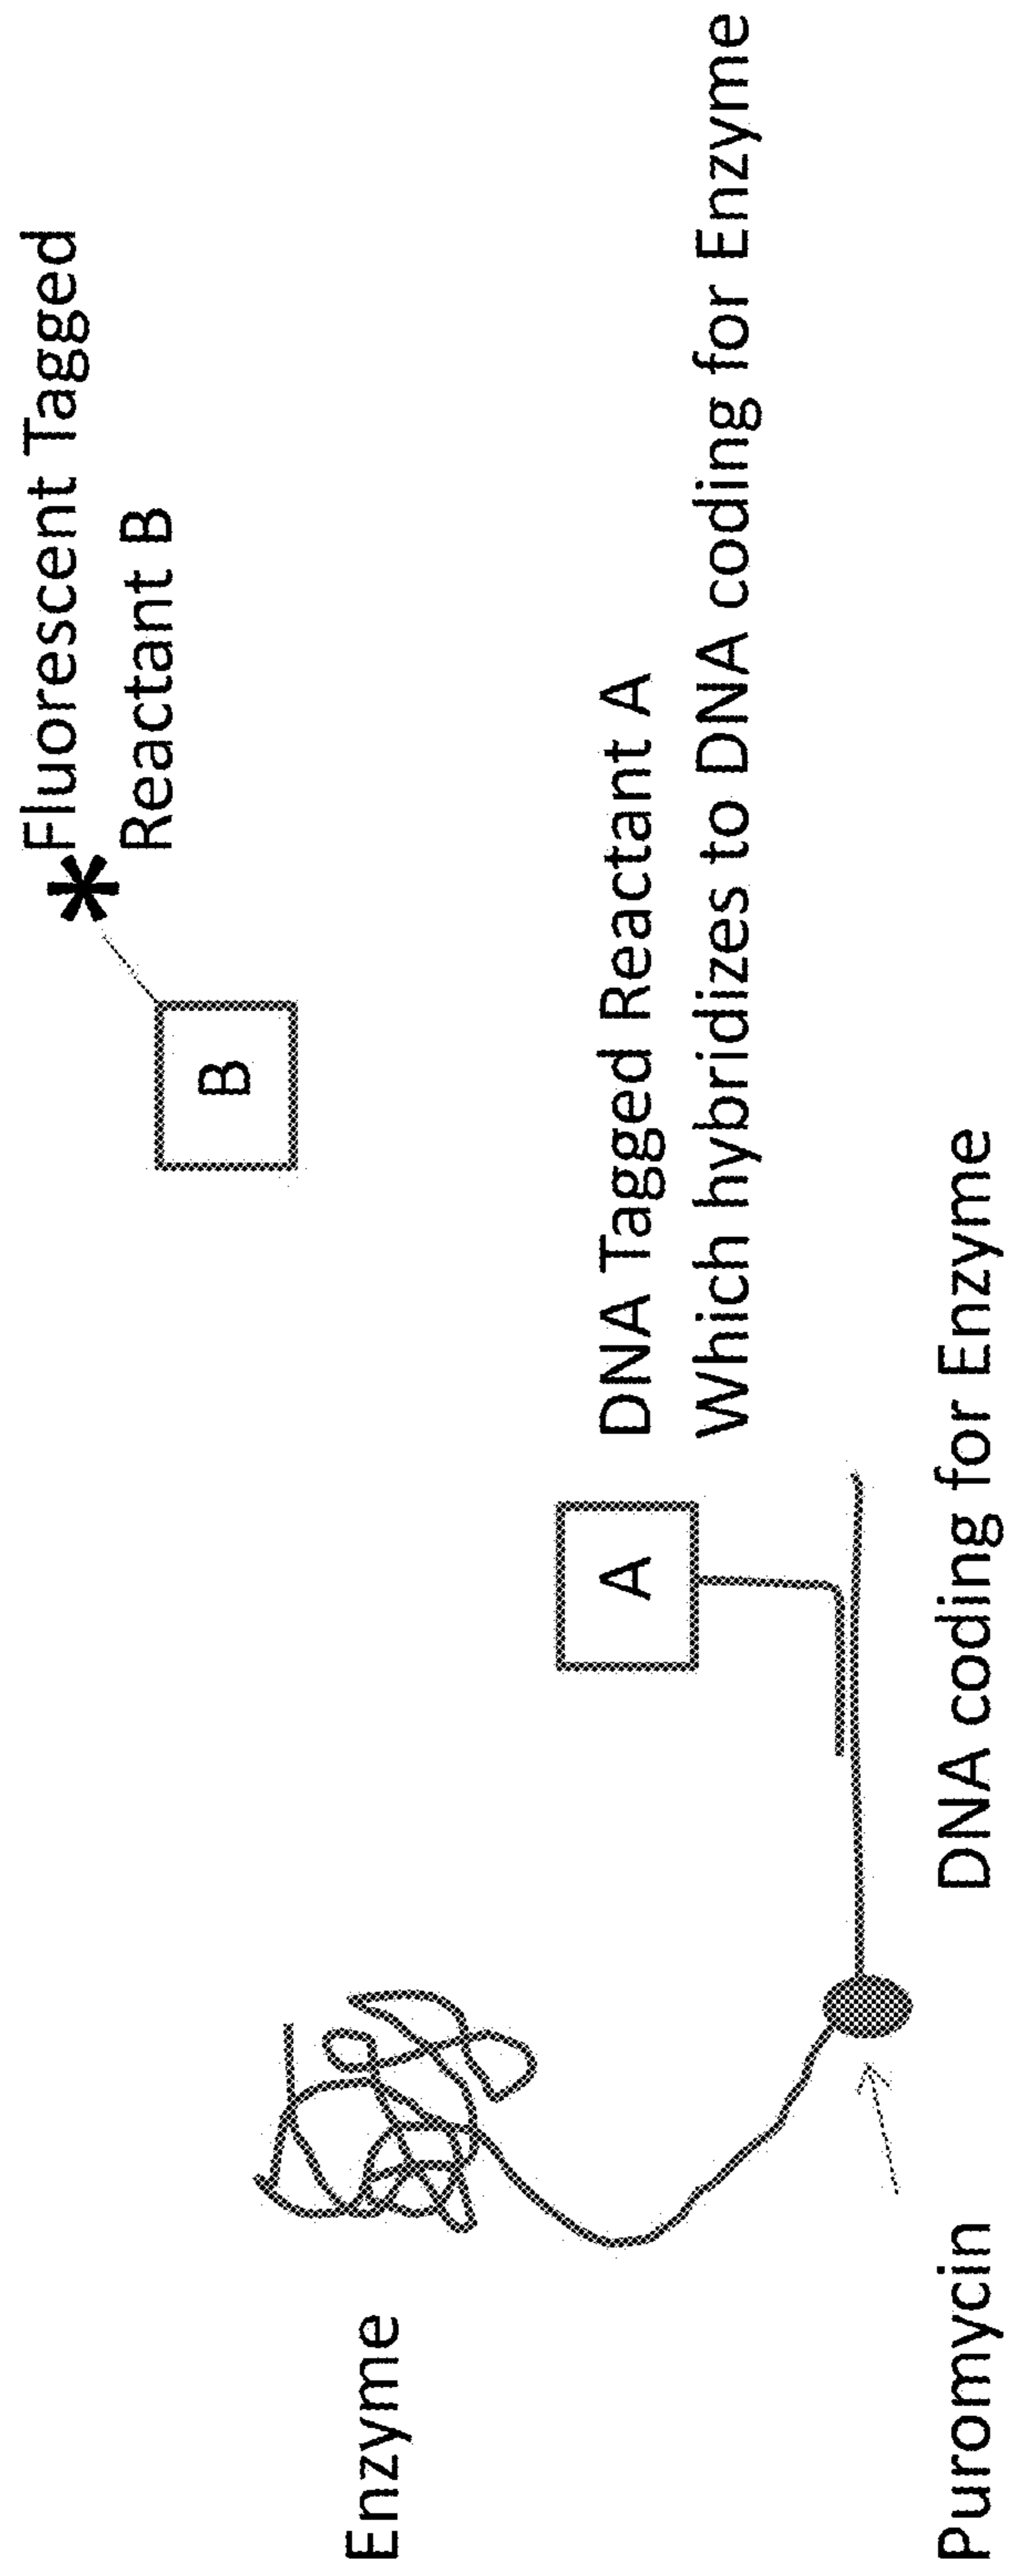 Fluorescent Tagged
Reactant B
*
B
Enzyme
A
DNA Tagged Reactant A
Which hybridizes to DNA coding for Enzyme
Puromycin
DNA coding for Enzyme